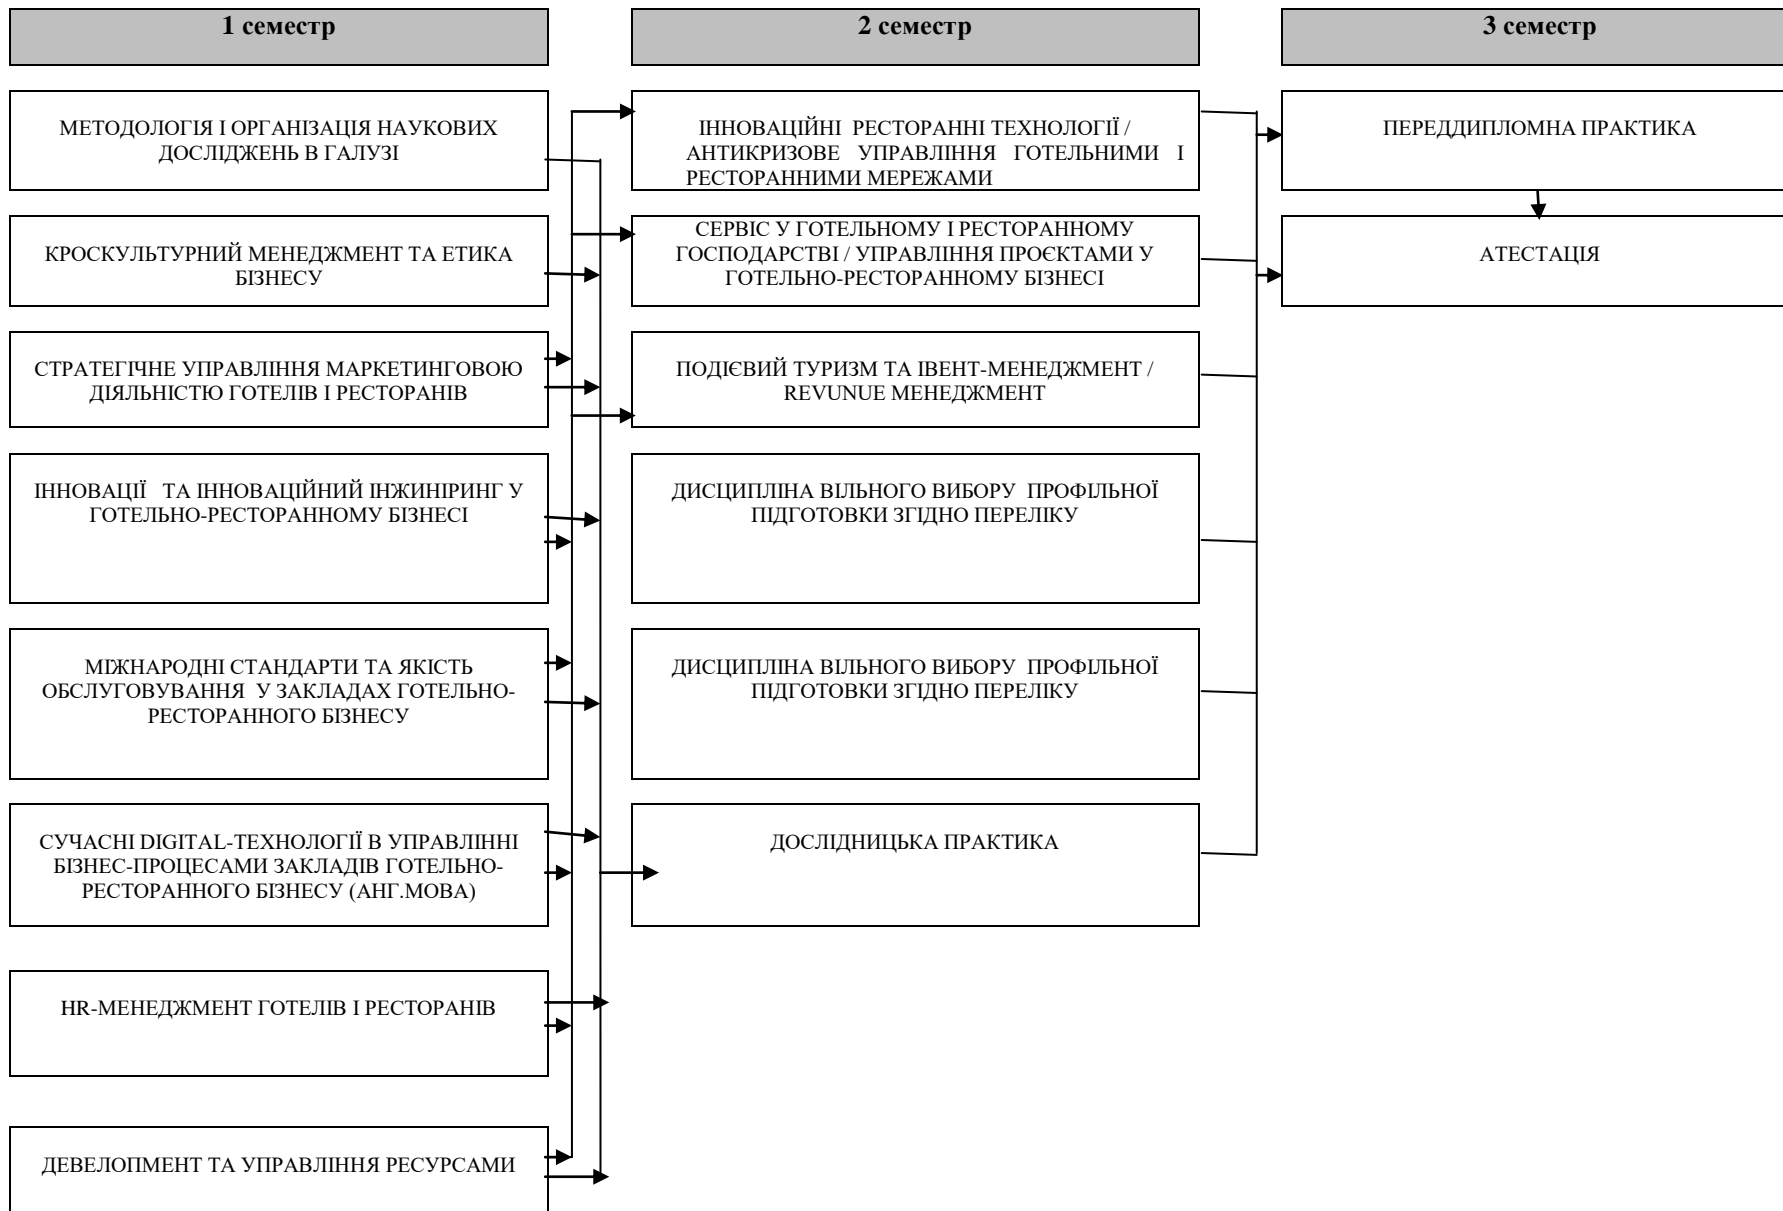 1 семестр
2 семестр
3 семестр
МЕТОДОЛОГІЯ І ОРГАНІЗАЦІЯ НАУКОВИХ
ДОСЛІДЖЕНЬ В ГАЛУЗІ
КРОСКУЛЬТУРНИЙ МЕНЕДЖМЕНТ ТА ЕТИКА
БІЗНЕСУ
СТРАТЕГІЧНЕ УПРАВЛІННЯ МАРКЕТИНГОВОЮ
ДІЯЛЬНІСТЮ ГОТЕЛІВ І РЕСТОРАНІВ
ІННОВАЦІЇ ТА ІННОВАЦІЙНИЙ ІНЖИНІРИНГ У
ГОТЕЛЬНО-РЕСТОРАННОМУ БІЗНЕСІ
МІЖНАРОДНІ СТАНДАРТИ ТА ЯКІСТЬ
ОБСЛУГОВУВАННЯ У ЗАКЛАДАХ ГОТЕЛЬНО-
РЕСТОРАННОГО БІЗНЕСУ
СУЧАСНІ DIGITAL-ТЕХНОЛОГІЇ В УПРАВЛІННІ
БІЗНЕС-ПРОЦЕСАМИ ЗАКЛАДІВ ГОТЕЛЬНО-
РЕСТОРАННОГО БІЗНЕСУ (АНГ.МОВА)
HR-МЕНЕДЖМЕНТ ГОТЕЛІВ І РЕСТОРАНІВ
ДЕВЕЛОПМЕНТ ТА УПРАВЛІННЯ РЕСУРСАМИ
ІННОВАЦІЙНІ РЕСТОРАННІ ТЕХНОЛОГІЇ /
АНТИКРИЗОВЕ УПРАВЛІННЯ ГОТЕЛЬНИМИ І
РЕСТОРАННИМИ МЕРЕЖАМИ
СЕРВІС У ГОТЕЛЬНОМУ І РЕСТОРАННОМУ
ГОСПОДАРСТВІ / УПРАВЛІННЯ ПРОЄКТАМИ У
ГОТЕЛЬНО-РЕСТОРАННОМУ БІЗНЕСІ
ПОДІЄВИЙ ТУРИЗМ ТА ІВЕНТ-МЕНЕДЖМЕНТ /
REVUNUE МЕНЕДЖМЕНТ
ДИСЦИПЛІНА ВІЛЬНОГО ВИБОРУ ПРОФІЛЬНОЇ
ПІДГОТОВКИ ЗГІДНО ПЕРЕЛІКУ
ДИСЦИПЛІНА ВІЛЬНОГО ВИБОРУ ПРОФІЛЬНОЇ
ПІДГОТОВКИ ЗГІДНО ПЕРЕЛІКУ
ДОСЛІДНИЦЬКА ПРАКТИКА
ПЕРЕДДИПЛОМНА ПРАКТИКА
АТЕСТАЦІЯ